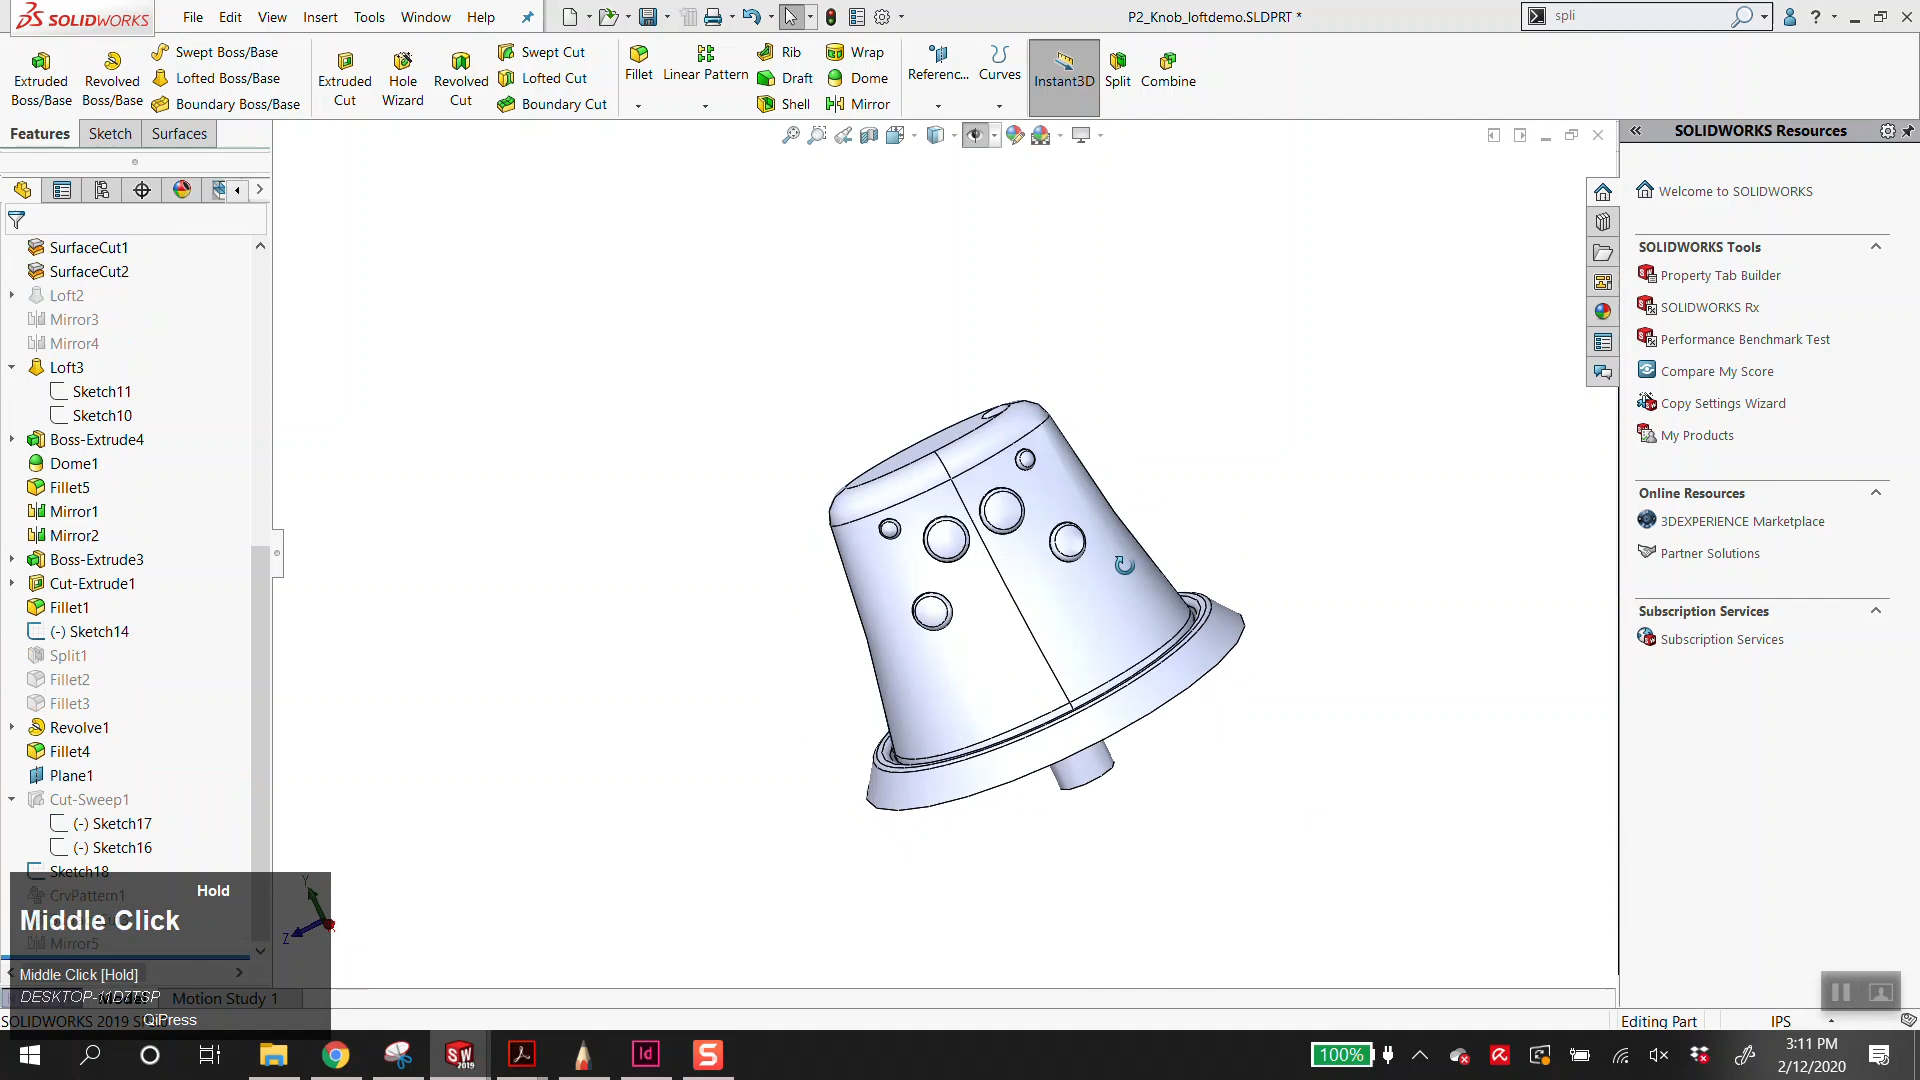 SOLIDWORKS
File Edit View Insert Tools Window Help
P2_Knob_loftdemo.SLDPRT *
spli
Extruded Boss/Base
Revolved Boss/Base
Swept Boss/Base
Lofted Boss/Base
Boundary Boss/Base
Extruded Cut
Hole Wizard
Revolved Cut
Swept Cut
Lofted Cut
Boundary Cut
Fillet
Linear Pattern
Rib
Draft
Shell
Wrap
Dome
Mirror
Referenc...
Curves
Instant3D
Split
Combine
Features Sketch Surfaces
SurfaceCut1
SurfaceCut2
Loft2
Mirror3
Mirror4
Loft3
Sketch11
Sketch10
Boss-Extrude4
Dome1
Fillet5
Mirror1
Mirror2
Boss-Extrude3
Cut-Extrude1
Fillet1
(-) Sketch14
Split1
Fillet2
Fillet3
Revolve1
Fillet4
Plane1
Cut-Sweep1
(-) Sketch17
(-) Sketch16
Sketch18
CrvPattern1
Mirror5
Hold
Middle Click
Middle Click [Hold]
DESKTOP-11D7TSP
QiPress
Y
Z
Motion Study 1
SOLIDWORKS 2019 SP
SOLIDWORKS Resources
Welcome to SOLIDWORKS
SOLIDWORKS Tools
Property Tab Builder
SOLIDWORKS Rx
Performance Benchmark Test
Compare My Score
Copy Settings Wizard
My Products
Online Resources
3DEXPERIENCE Marketplace
Partner Solutions
Subscription Services
Subscription Services
Editing Part
IPS
SW
2019
Id
S
100%
3:11 PM
2/12/2020